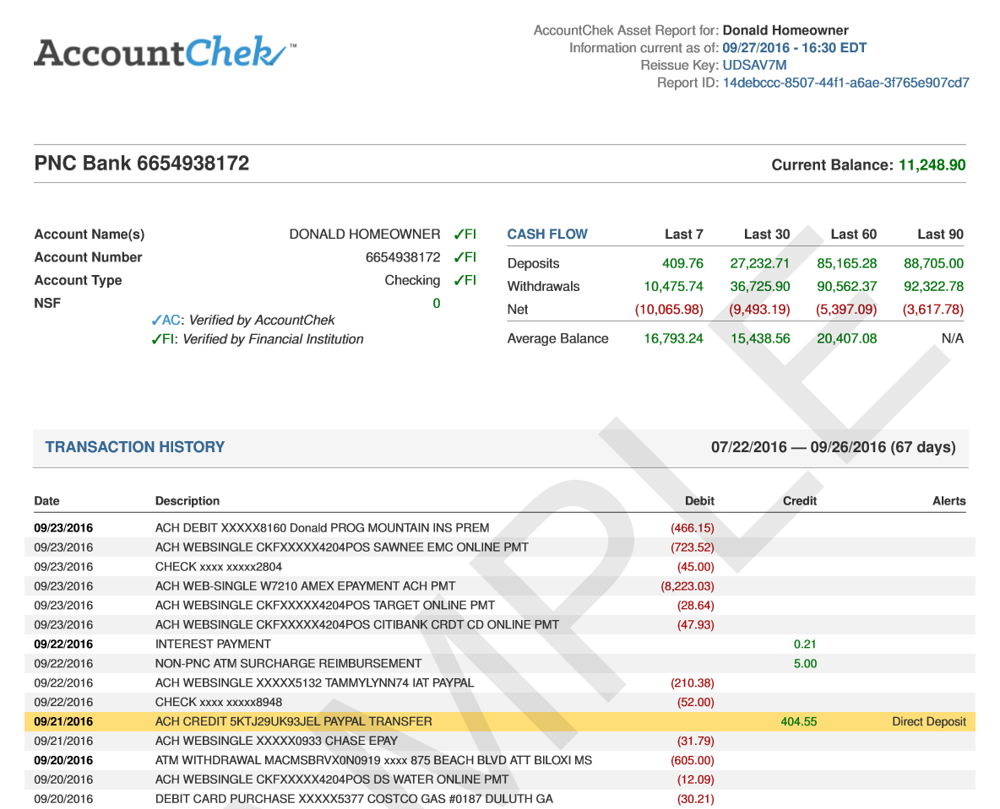 AccountChek™
AccountChek Asset Report for: Donald Homeowner
Information current as of: 09/27/2016 - 16:30 EDT
Reissue Key: UDSAV7M
Report ID: 14debccc-8507-44f1-a6ae-3f765e907cd7
PNC Bank 6654938172 Current Balance: 11,248.90
Account Name(s) DONALD HOMEOWNER ✓FI
Account Number 6654938172 ✓FI
Account Type Checking ✓FI
NSF 0
✓AC: Verified by AccountChek
✓FI: Verified by Financial Institution
CASH FLOW Last 7 Last 30 Last 60 Last 90
Deposits 409.76 27,232.71 85,165.28 88,705.00
Withdrawals 10,475.74 36,725.90 90,562.37 92,322.78
Net (10,065.98) (9,493.19) (5,397.09) (3,617.78)
Average Balance 16,793.24 15,438.56 20,407.08 N/A
TRANSACTION HISTORY 07/22/2016 — 09/26/2016 (67 days)
Date Description Debit Credit Alerts
09/23/2016 ACH DEBIT XXXXX8160 Donald PROG MOUNTAIN INS PREM (466.15)
09/23/2016 ACH WEBSINGLE CKFXXXXX4204POS SAWNEE EMC ONLINE PMT (723.52)
09/23/2016 CHECK xxxx xxxxx2804 (45.00)
09/23/2016 ACH WEB-SINGLE W7210 AMEX EPAYMENT ACH PMT (8,223.03)
09/23/2016 ACH WEBSINGLE CKFXXXXX4204POS TARGET ONLINE PMT (28.64)
09/23/2016 ACH WEBSINGLE CKFXXXXX4204POS CITIBANK CRDT CD ONLINE PMT (47.93)
09/22/2016 INTEREST PAYMENT 0.21
09/22/2016 NON-PNC ATM SURCHARGE REIMBURSEMENT 5.00
09/22/2016 ACH WEBSINGLE XXXXX5132 TAMMYLYNN74 IAT PAYPAL (210.38)
09/22/2016 CHECK xxxx xxxxx8948 (52.00)
09/21/2016 ACH CREDIT 5KTJ29UK93JEL PAYPAL TRANSFER 404.55 Direct Deposit
09/21/2016 ACH WEBSINGLE XXXXX0933 CHASE EPAY (31.79)
09/20/2016 ATM WITHDRAWAL MACMSBRVX0N0919 xxxx 875 BEACH BLVD ATT BILOXI MS (605.00)
09/20/2016 ACH WEBSINGLE CKFXXXXX4204POS DS WATER ONLINE PMT (12.09)
09/20/2016 DEBIT CARD PURCHASE XXXXX5377 COSTCO GAS #0187 DULUTH GA (30.21)
MPLE